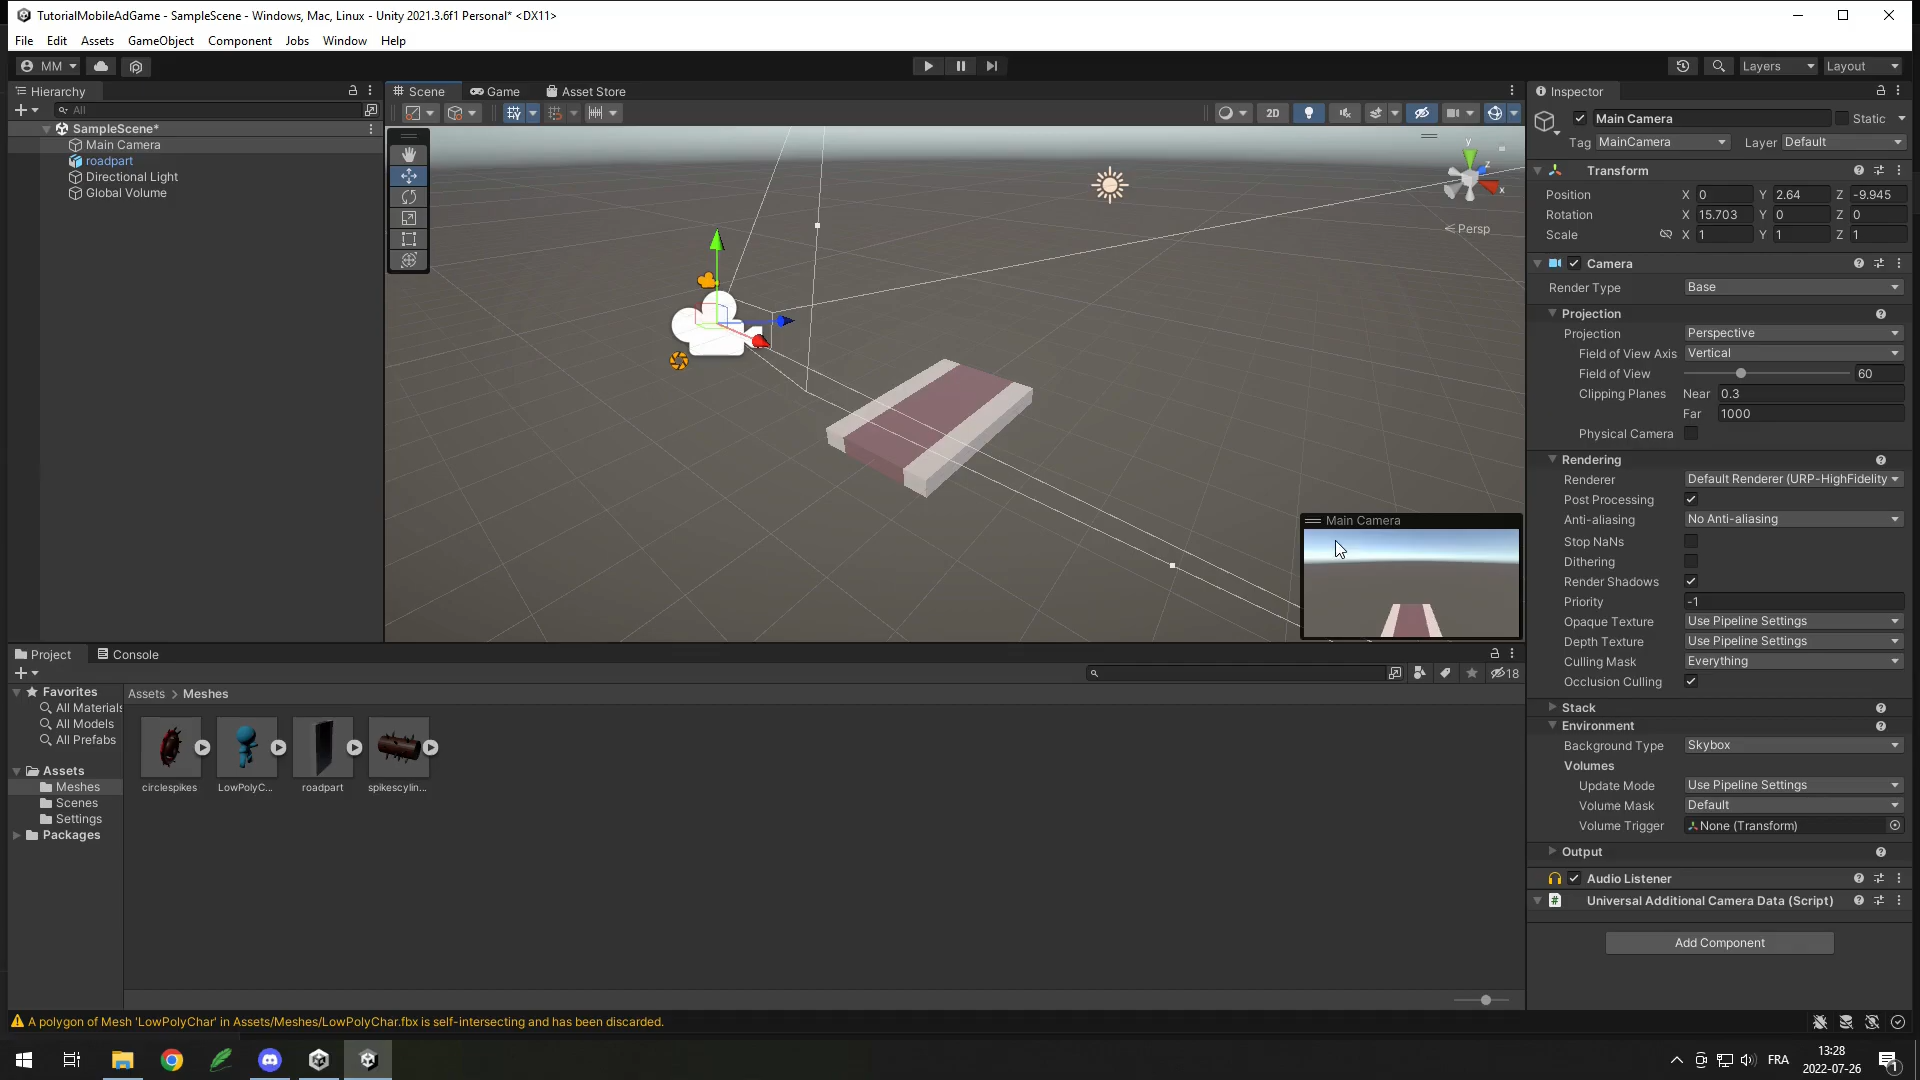 TutorialMobileAdGame - SampleScene - Windows, Mac, Linux - Unity 2021.3.6f1 Personal* <DX11>
File Edit Assets GameObject Component Jobs Window Help
MM Layers Layout
Hierarchy
All
SampleScene*
Main Camera
roadpart
Directional Light
Global Volume
Scene Game Asset Store
2D
y
z
x
Persp
Main Camera
Inspector
Main Camera Static
Tag MainCamera Layer Default
Transform
Position X 0 Y 2.64 Z -9.945
Rotation X 15.703 Y 0 Z 0
Scale X 1 Y 1 Z 1
Camera
Render Type Base
Projection
Projection Perspective
Field of View Axis Vertical
Field of View 60
Clipping Planes Near 0.3
Far 1000
Physical Camera
Rendering
Renderer Default Renderer (URP-HighFidelity
Post Processing
Anti-aliasing No Anti-aliasing
Stop NaNs
Dithering
Render Shadows
Priority -1
Opaque Texture Use Pipeline Settings
Depth Texture Use Pipeline Settings
Culling Mask Everything
Occlusion Culling
Stack
Environment
Background Type Skybox
Volumes
Update Mode Use Pipeline Settings
Volume Mask Default
Volume Trigger None (Transform)
Output
Audio Listener
# Universal Additional Camera Data (Script)
Add Component
Project Console
18
Favorites
All Materials
All Models
All Prefabs
Assets
Meshes
Scenes
Settings
Packages
Assets > Meshes
circlespikes LowPolyC... roadpart spikescylin...
A polygon of Mesh 'LowPolyChar' in Assets/Meshes/LowPolyChar.fbx is self-intersecting and has been discarded.
FRA
13:28
2022-07-26
1